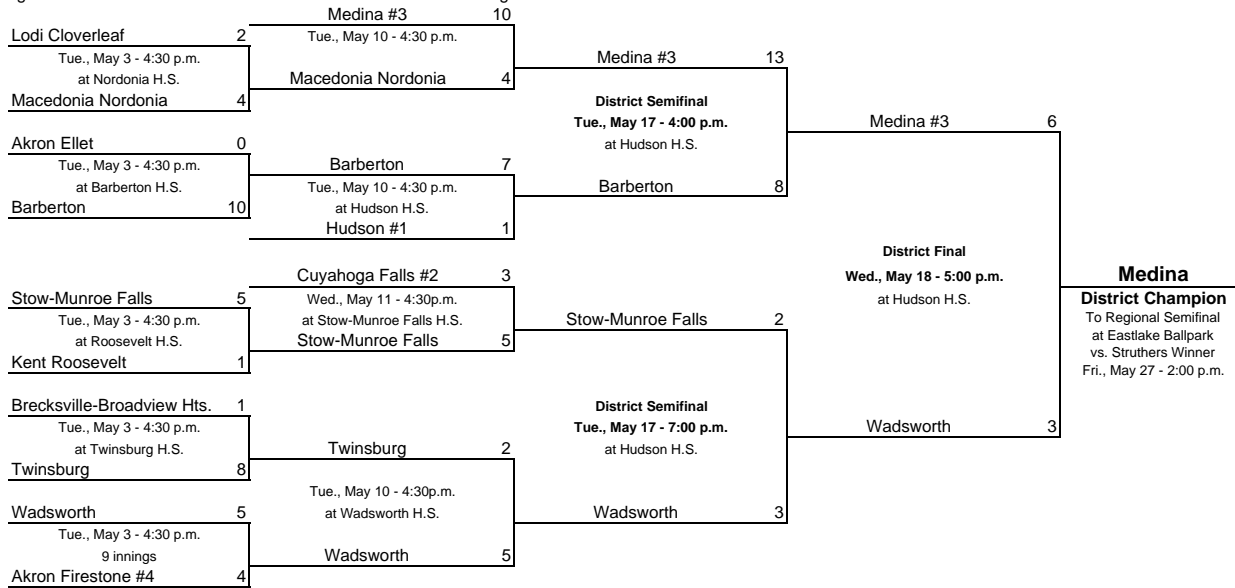 Medina #3 10
Lodi Cloverleaf 2
Tue., May 10 - 4:30 p.m.
Tue., May 3 - 4:30 p.m.
at Nordonia H.S.
Macedonia Nordonia 4
Macedonia Nordonia 4
Medina #3 13
District Semifinal
Tue., May 17 - 4:00 p.m.
at Hudson H.S.
Medina #3 6
Akron Ellet 0
Tue., May 3 - 4:30 p.m.
at Barberton H.S.
Barberton 10
Barberton 7
Tue., May 10 - 4:30 p.m.
at Hudson H.S.
Hudson #1 1
Barberton 8
District Final
Wed., May 18 - 5:00 p.m.
at Hudson H.S.
Medina
District Champion
To Regional Semifinal
at Eastlake Ballpark
vs. Struthers Winner
Fri., May 27 - 2:00 p.m.
Cuyahoga Falls #2 3
Stow-Munroe Falls 5
Wed., May 11 - 4:30p.m.
Tue., May 3 - 4:30 p.m.
at Stow-Munroe Falls H.S.
at Roosevelt H.S.
Stow-Munroe Falls 5
Kent Roosevelt 1
Stow-Munroe Falls 2
Brecksville-Broadview Hts. 1
Tue., May 3 - 4:30 p.m.
at Twinsburg H.S.
Twinsburg 8
Twinsburg 2
District Semifinal
Tue., May 17 - 7:00 p.m.
at Hudson H.S.
Wadsworth 3
Tue., May 10 - 4:30p.m.
at Wadsworth H.S.
Wadsworth 5
Tue., May 3 - 4:30 p.m.
9 innings
Akron Firestone #4 4
Wadsworth 5
Wadsworth 3